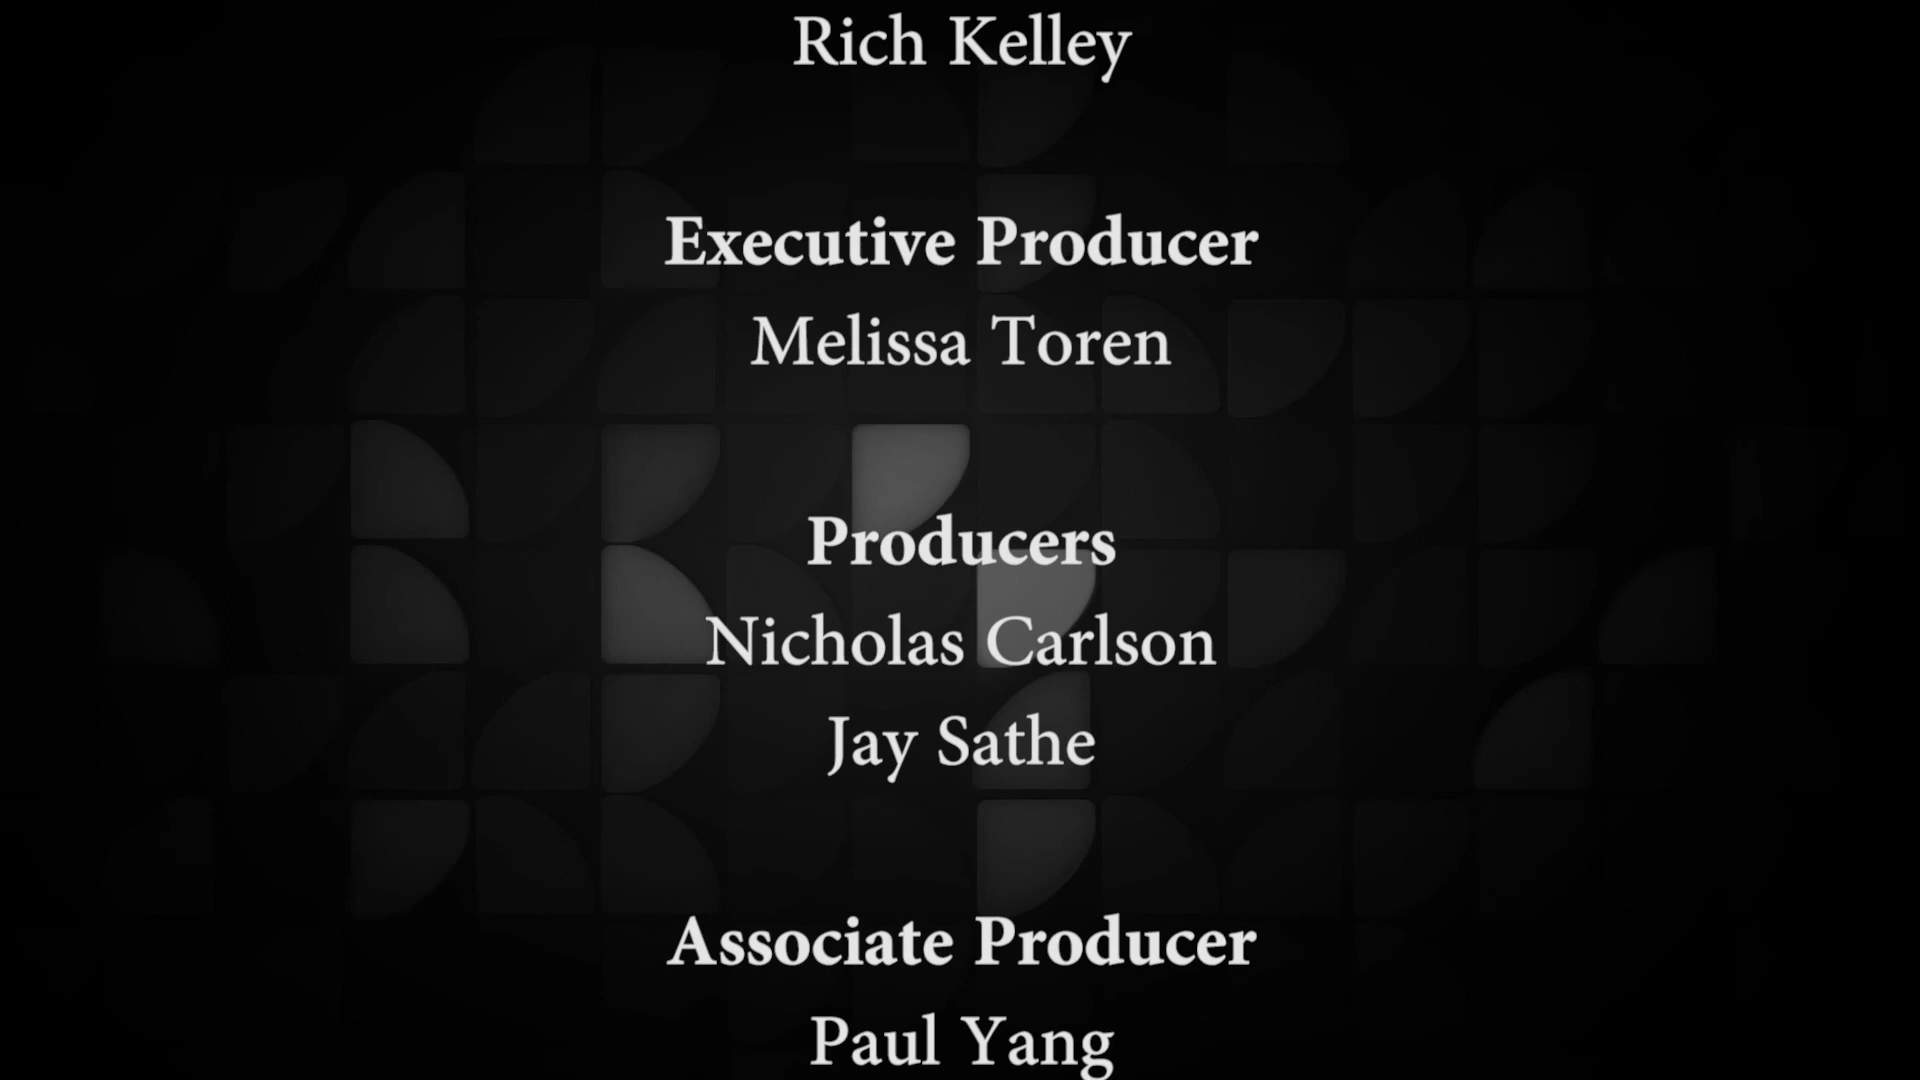 Rich Kelley
Executive Producer
Melissa Toren
Producers
Nicholas Carlson
Jay Sathe
Associate Producer
Paul Yang